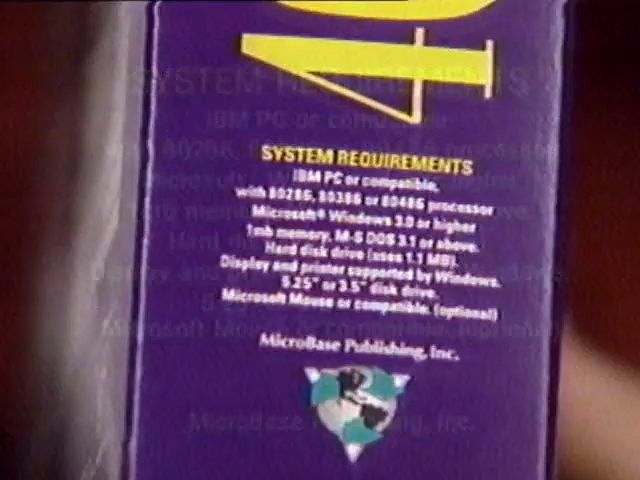 40
SYSTEM REQUIREMENTS
IBM PC or compatible,
with 80286, 80386 or 80486 processor
Microsoft® Windows 3.0 or higher
1mb memory, M-S DOS 3.1 or above.
Hard disk drive (uses 1.1 MB).
Display and printer supported by Windows.
5.25" or 3.5" disk drive.
Microsoft Mouse or compatible. (optional)
MicroBase Publishing, Inc.